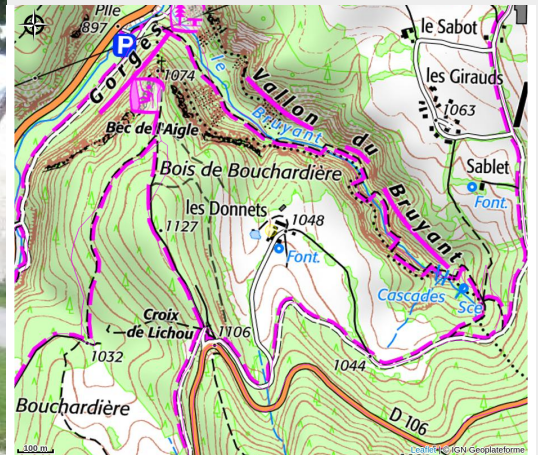 Pile
897
P
Gorges
1074
le Sabot
les Girauds
1063
Vallon du Bruyant
le Bruyant
Bec de l'Aigle
Bois de Bouchardière
Sablet
Font.
les Donnets
1048
1127
Font.
Cascades
Sce
Croix
de Lichou
1106
1032
1044
Bouchardière
D 106
100 m
Leaflet | © IGN Geoplateforme